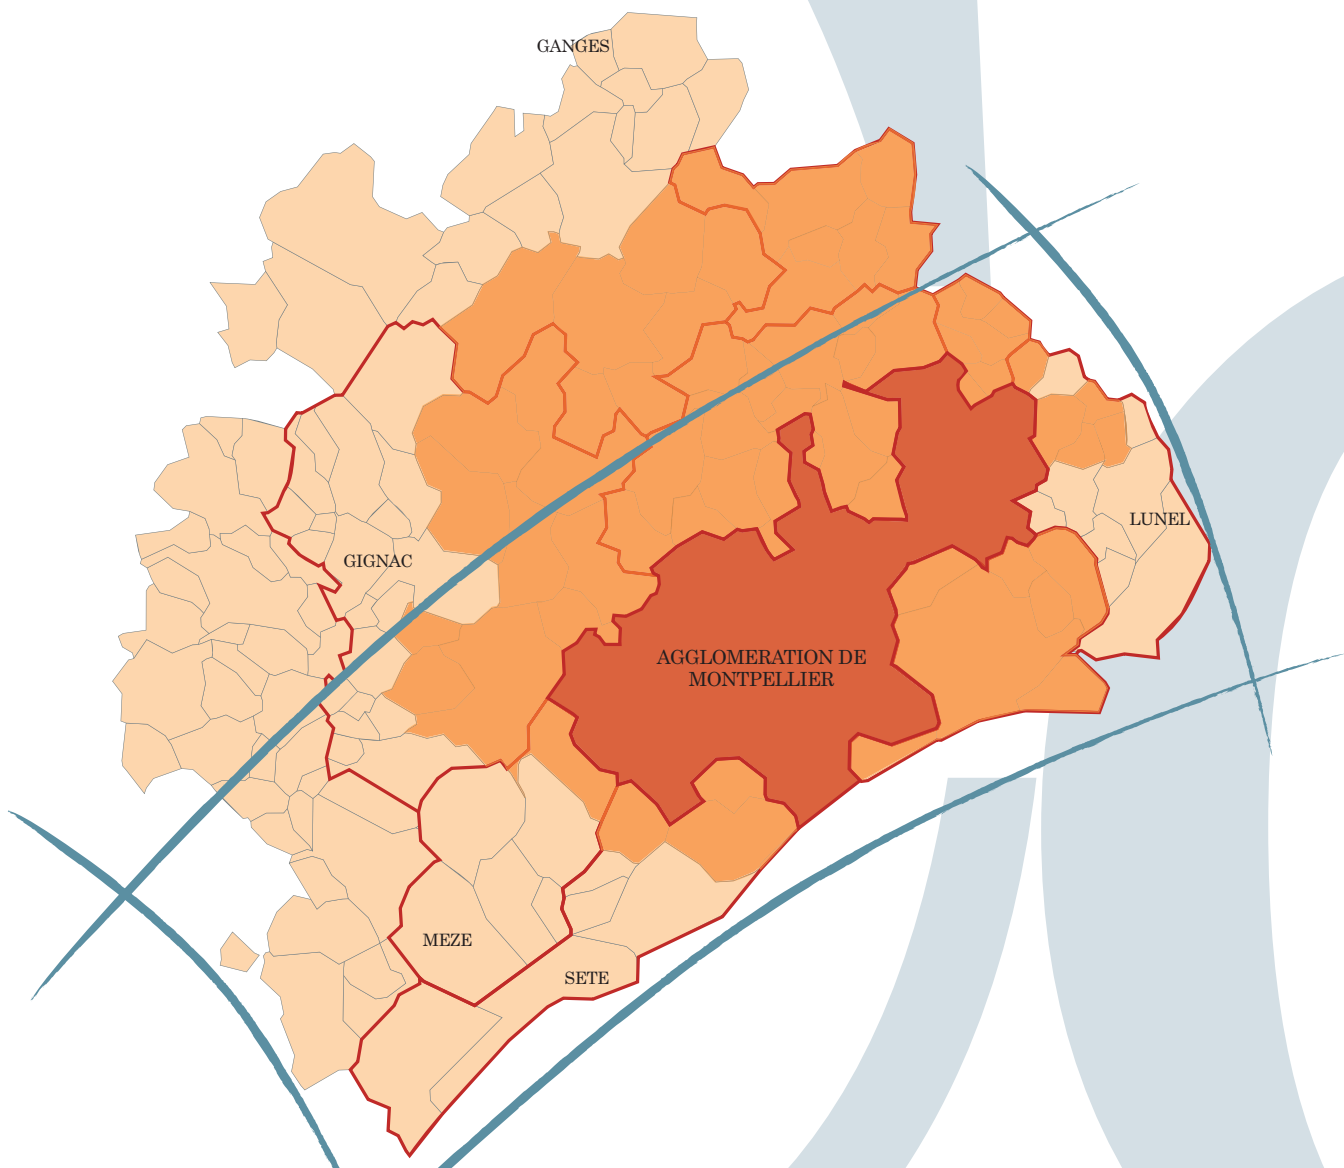 GANGES
LUNEL
GIGNAC
AGGLOMERATION DE
MONTPELLIER
MEZE
SETE